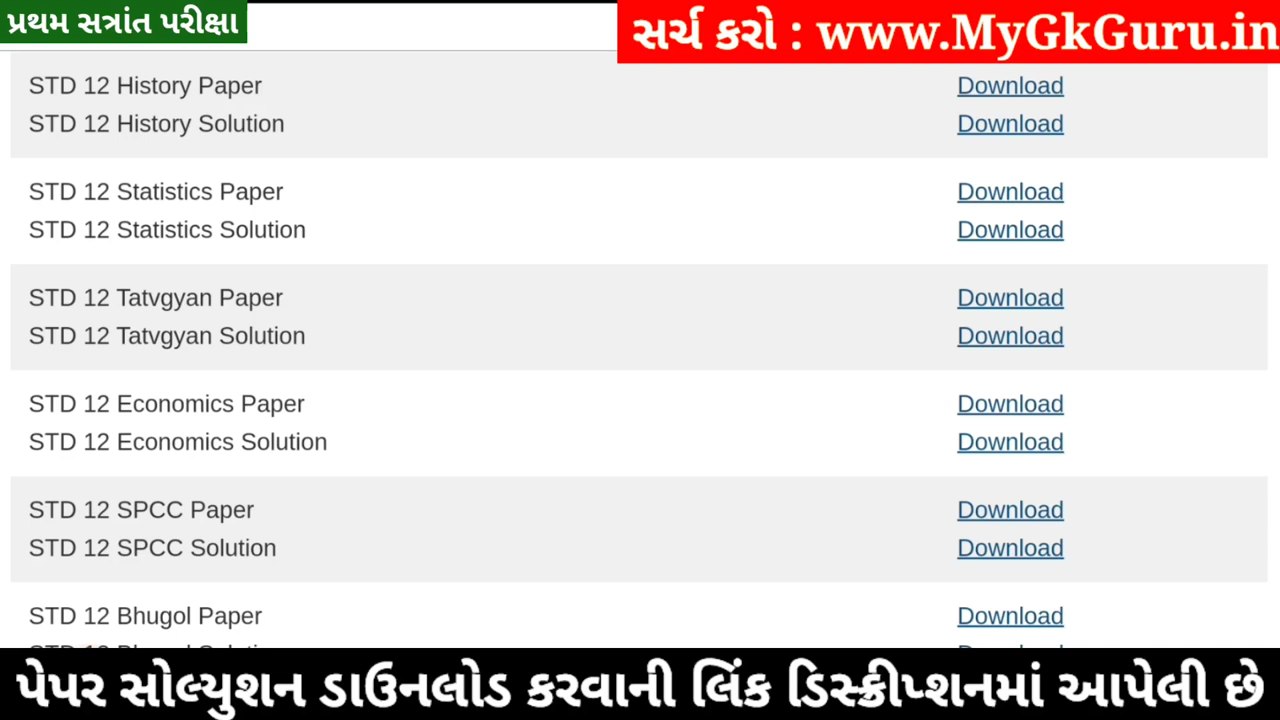 પ્રથમ સત્રાંત પરીક્ષા
સર્ચ કરો : www.MyGkGuru.in
STD 12 History Paper Download
STD 12 History Solution Download
STD 12 Statistics Paper Download
STD 12 Statistics Solution Download
STD 12 Tatvgyan Paper Download
STD 12 Tatvgyan Solution Download
STD 12 Economics Paper Download
STD 12 Economics Solution Download
STD 12 SPCC Paper Download
STD 12 SPCC Solution Download
STD 12 Bhugol Paper Download
પેપર સોલ્યુશન ડાઉનલોડ કરવાની લિંક ડિસ્ક્રીપ્શનમાં આપેલી છે